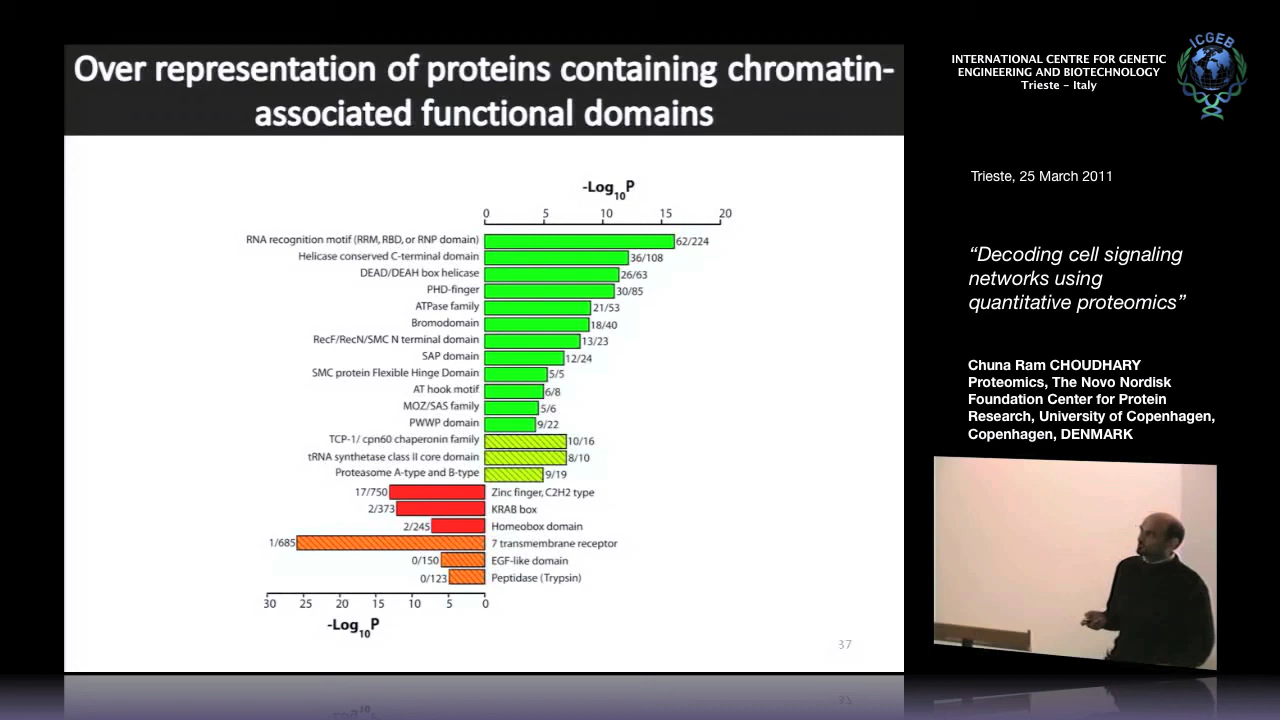 Over representation of proteins containing chromatin-
associated functional domains
-Log10P
0 5 10 15 20
RNA recognition motif (RRM, RBD, or RNP domain) 62/224
Helicase conserved C-terminal domain 36/108
DEAD/DEAH box helicase 26/63
PHD-finger 30/85
ATPase family 21/53
Bromodomain 18/40
RecF/RecN/SMC N terminal domain 13/23
SAP domain 12/24
SMC protein Flexible Hinge Domain 5/5
AT hook motif 6/8
MOZ/SAS family 5/6
PWWP domain 9/22
TCP-1/ cpn60 chaperonin family 10/16
tRNA synthetase class II core domain 8/10
Proteasome A-type and B-type 9/19
17/750 Zinc finger, C2H2 type
2/373 KRAB box
2/245 Homeobox domain
1/685 7 transmembrane receptor
0/150 EGF-like domain
0/123 Peptidase (Trypsin)
30 25 20 15 10 5 0
-Log10P
37
INTERNATIONAL CENTRE FOR GENETIC
ENGINEERING AND BIOTECHNOLOGY
Trieste - Italy
ICGEB
Trieste, 25 March 2011
“Decoding cell signaling
networks using
quantitative proteomics”
Chuna Ram CHOUDHARY
Proteomics, The Novo Nordisk
Foundation Center for Protein
Research, University of Copenhagen,
Copenhagen, DENMARK